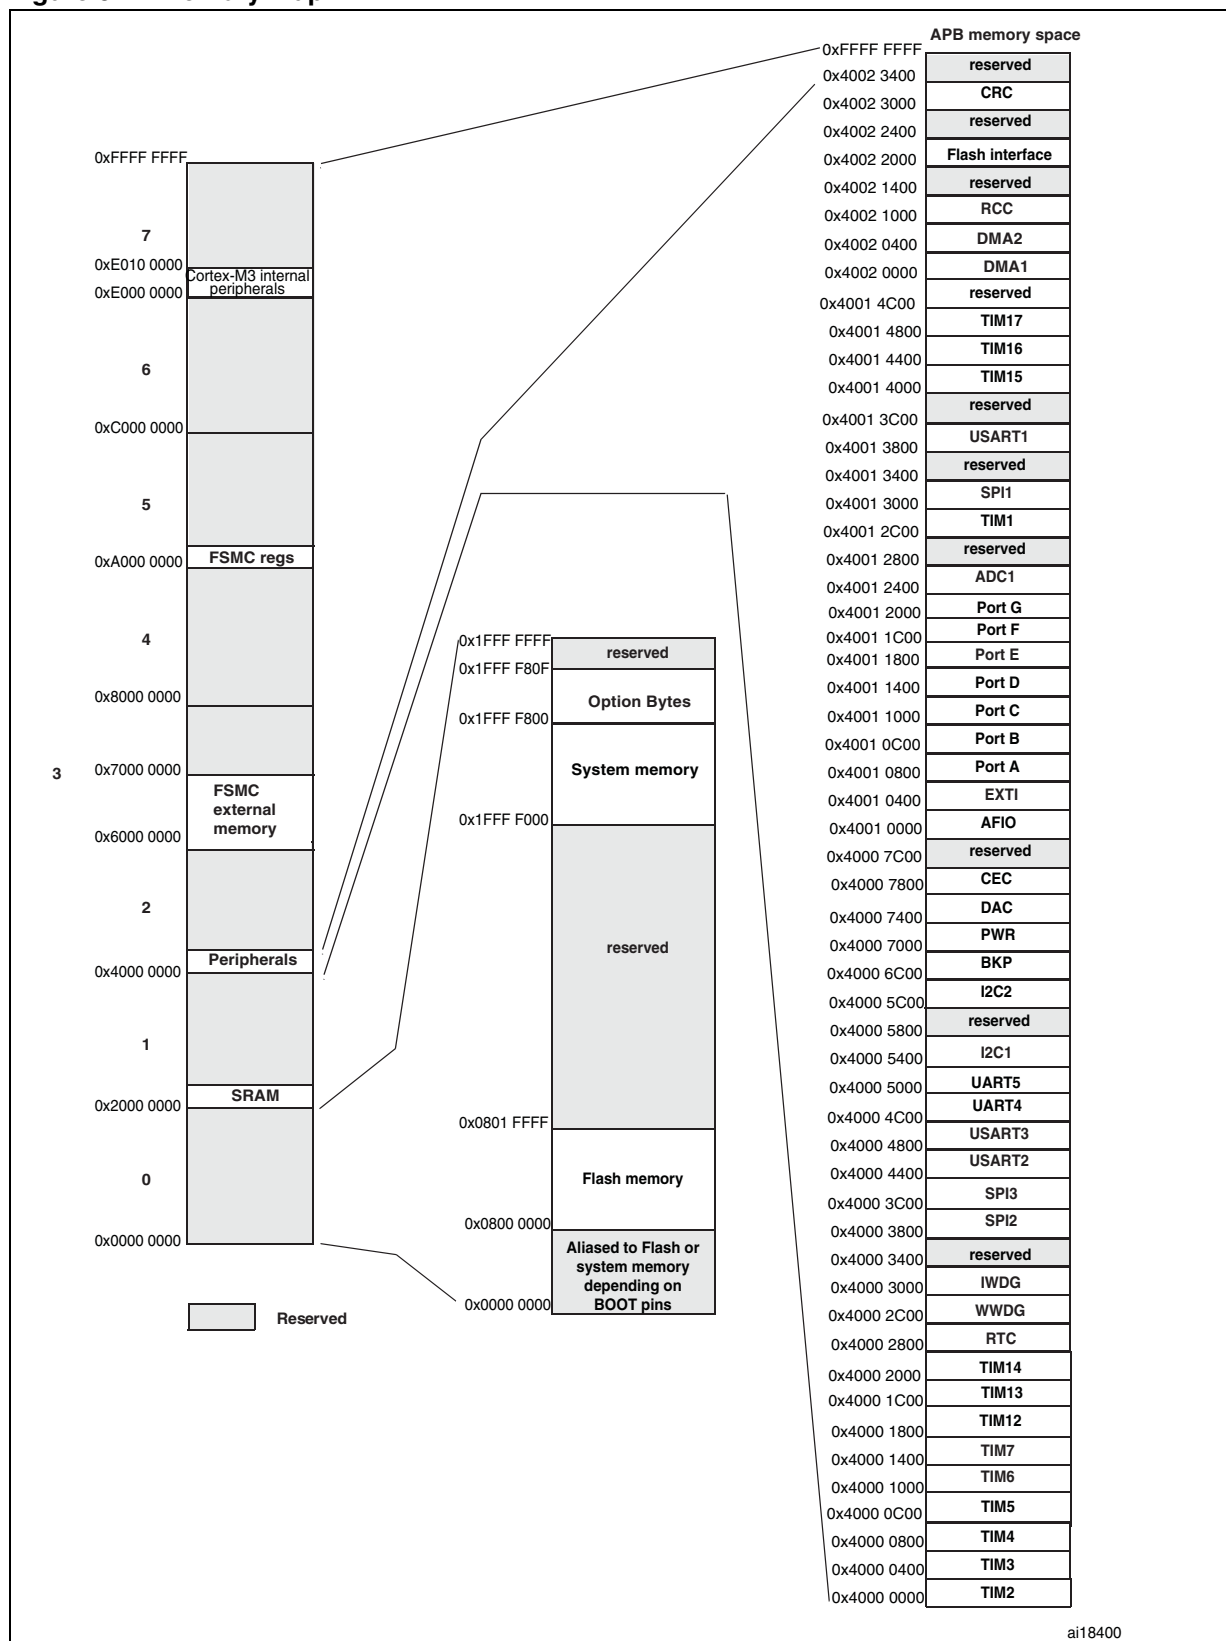 APB memory space
0xFFFF FFFF
reserved
0x4002 3400
CRC
0x4002 3000
reserved
0x4002 2400
Flash interface
0x4002 2000
reserved
0x4002 1400
RCC
0x4002 1000
DMA2
0x4002 0400
DMA1
0x4002 0000
reserved
0x4001 4C00
TIM17
0x4001 4800
TIM16
0x4001 4400
TIM15
0x4001 4000
reserved
0x4001 3C00
USART1
0x4001 3800
reserved
0x4001 3400
SPI1
0x4001 3000
TIM1
0x4001 2C00
reserved
0x4001 2800
ADC1
0x4001 2400
Port G
0x4001 2000
Port F
0x4001 1C00
Port E
0x4001 1800
Port D
0x4001 1400
Port C
0x4001 1000
Port B
0x4001 0C00
Port A
0x4001 0800
EXTI
0x4001 0400
AFIO
0x4001 0000
reserved
0x4000 7C00
CEC
0x4000 7800
DAC
0x4000 7400
PWR
0x4000 7000
BKP
0x4000 6C00
I2C2
0x4000 5C00
reserved
0x4000 5800
I2C1
0x4000 5400
UART5
0x4000 5000
UART4
0x4000 4C00
USART3
0x4000 4800
USART2
0x4000 4400
SPI3
0x4000 3C00
SPI2
0x4000 3800
reserved
0x4000 3400
IWDG
0x4000 3000
WWDG
0x4000 2C00
RTC
0x4000 2800
TIM14
0x4000 2000
TIM13
0x4000 1C00
TIM12
0x4000 1800
TIM7
0x4000 1400
TIM6
0x4000 1000
TIM5
0x4000 0C00
TIM4
0x4000 0800
TIM3
0x4000 0400
TIM2
0x4000 0000
0xFFFF FFFF
7
0xE010 0000
Cortex-M3 internal
peripherals
0xE000 0000
6
0xC000 0000
5
FSMC regs
0xA000 0000
4
0x8000 0000
3
0x7000 0000
FSMC
external
memory
0x6000 0000
2
Peripherals
0x4000 0000
1
SRAM
0x2000 0000
0
0x0000 0000
Reserved
0x1FFF FFFF
reserved
0x1FFF F80F
Option Bytes
0x1FFF F800
System memory
0x1FFF F000
reserved
0x0801 FFFF
Flash memory
0x0800 0000
Aliased to Flash or
system memory
depending on
BOOT pins
0x0000 0000
ai18400